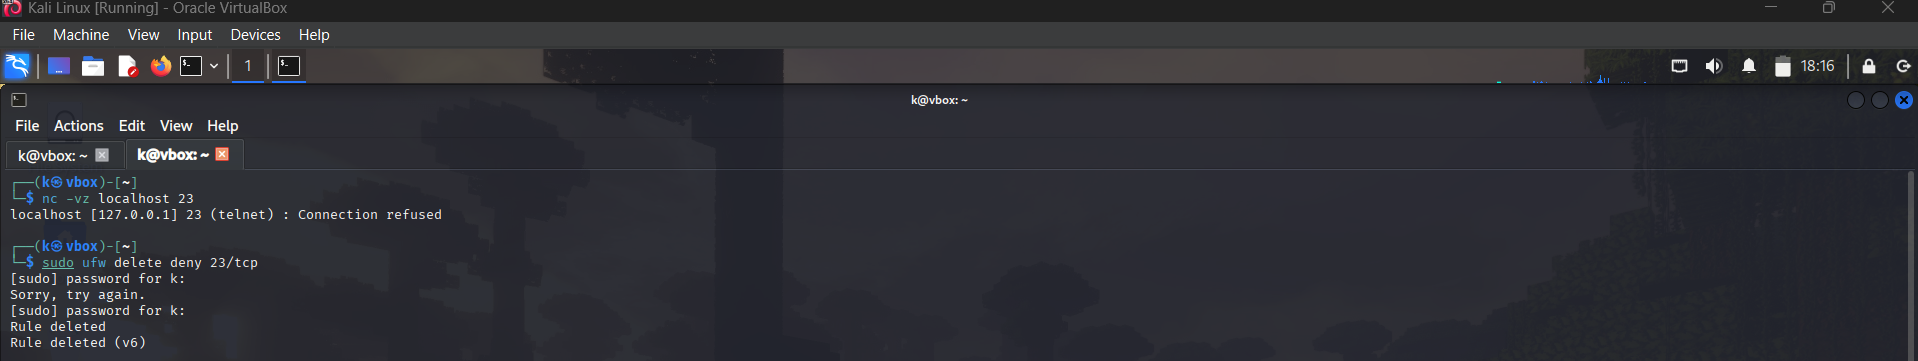 Kali Linux [Running] - Oracle VirtualBox
File Machine View Input Devices Help
1 18:16
k@vbox: ~
File Actions Edit View Help
k@vbox: ~ k@vbox: ~
┌──(k㉿vbox)-[~]
└─$ nc -vz localhost 23
localhost [127.0.0.1] 23 (telnet) : Connection refused
┌──(k㉿vbox)-[~]
└─$ sudo ufw delete deny 23/tcp
[sudo] password for k:
Sorry, try again.
[sudo] password for k:
Rule deleted
Rule deleted (v6)